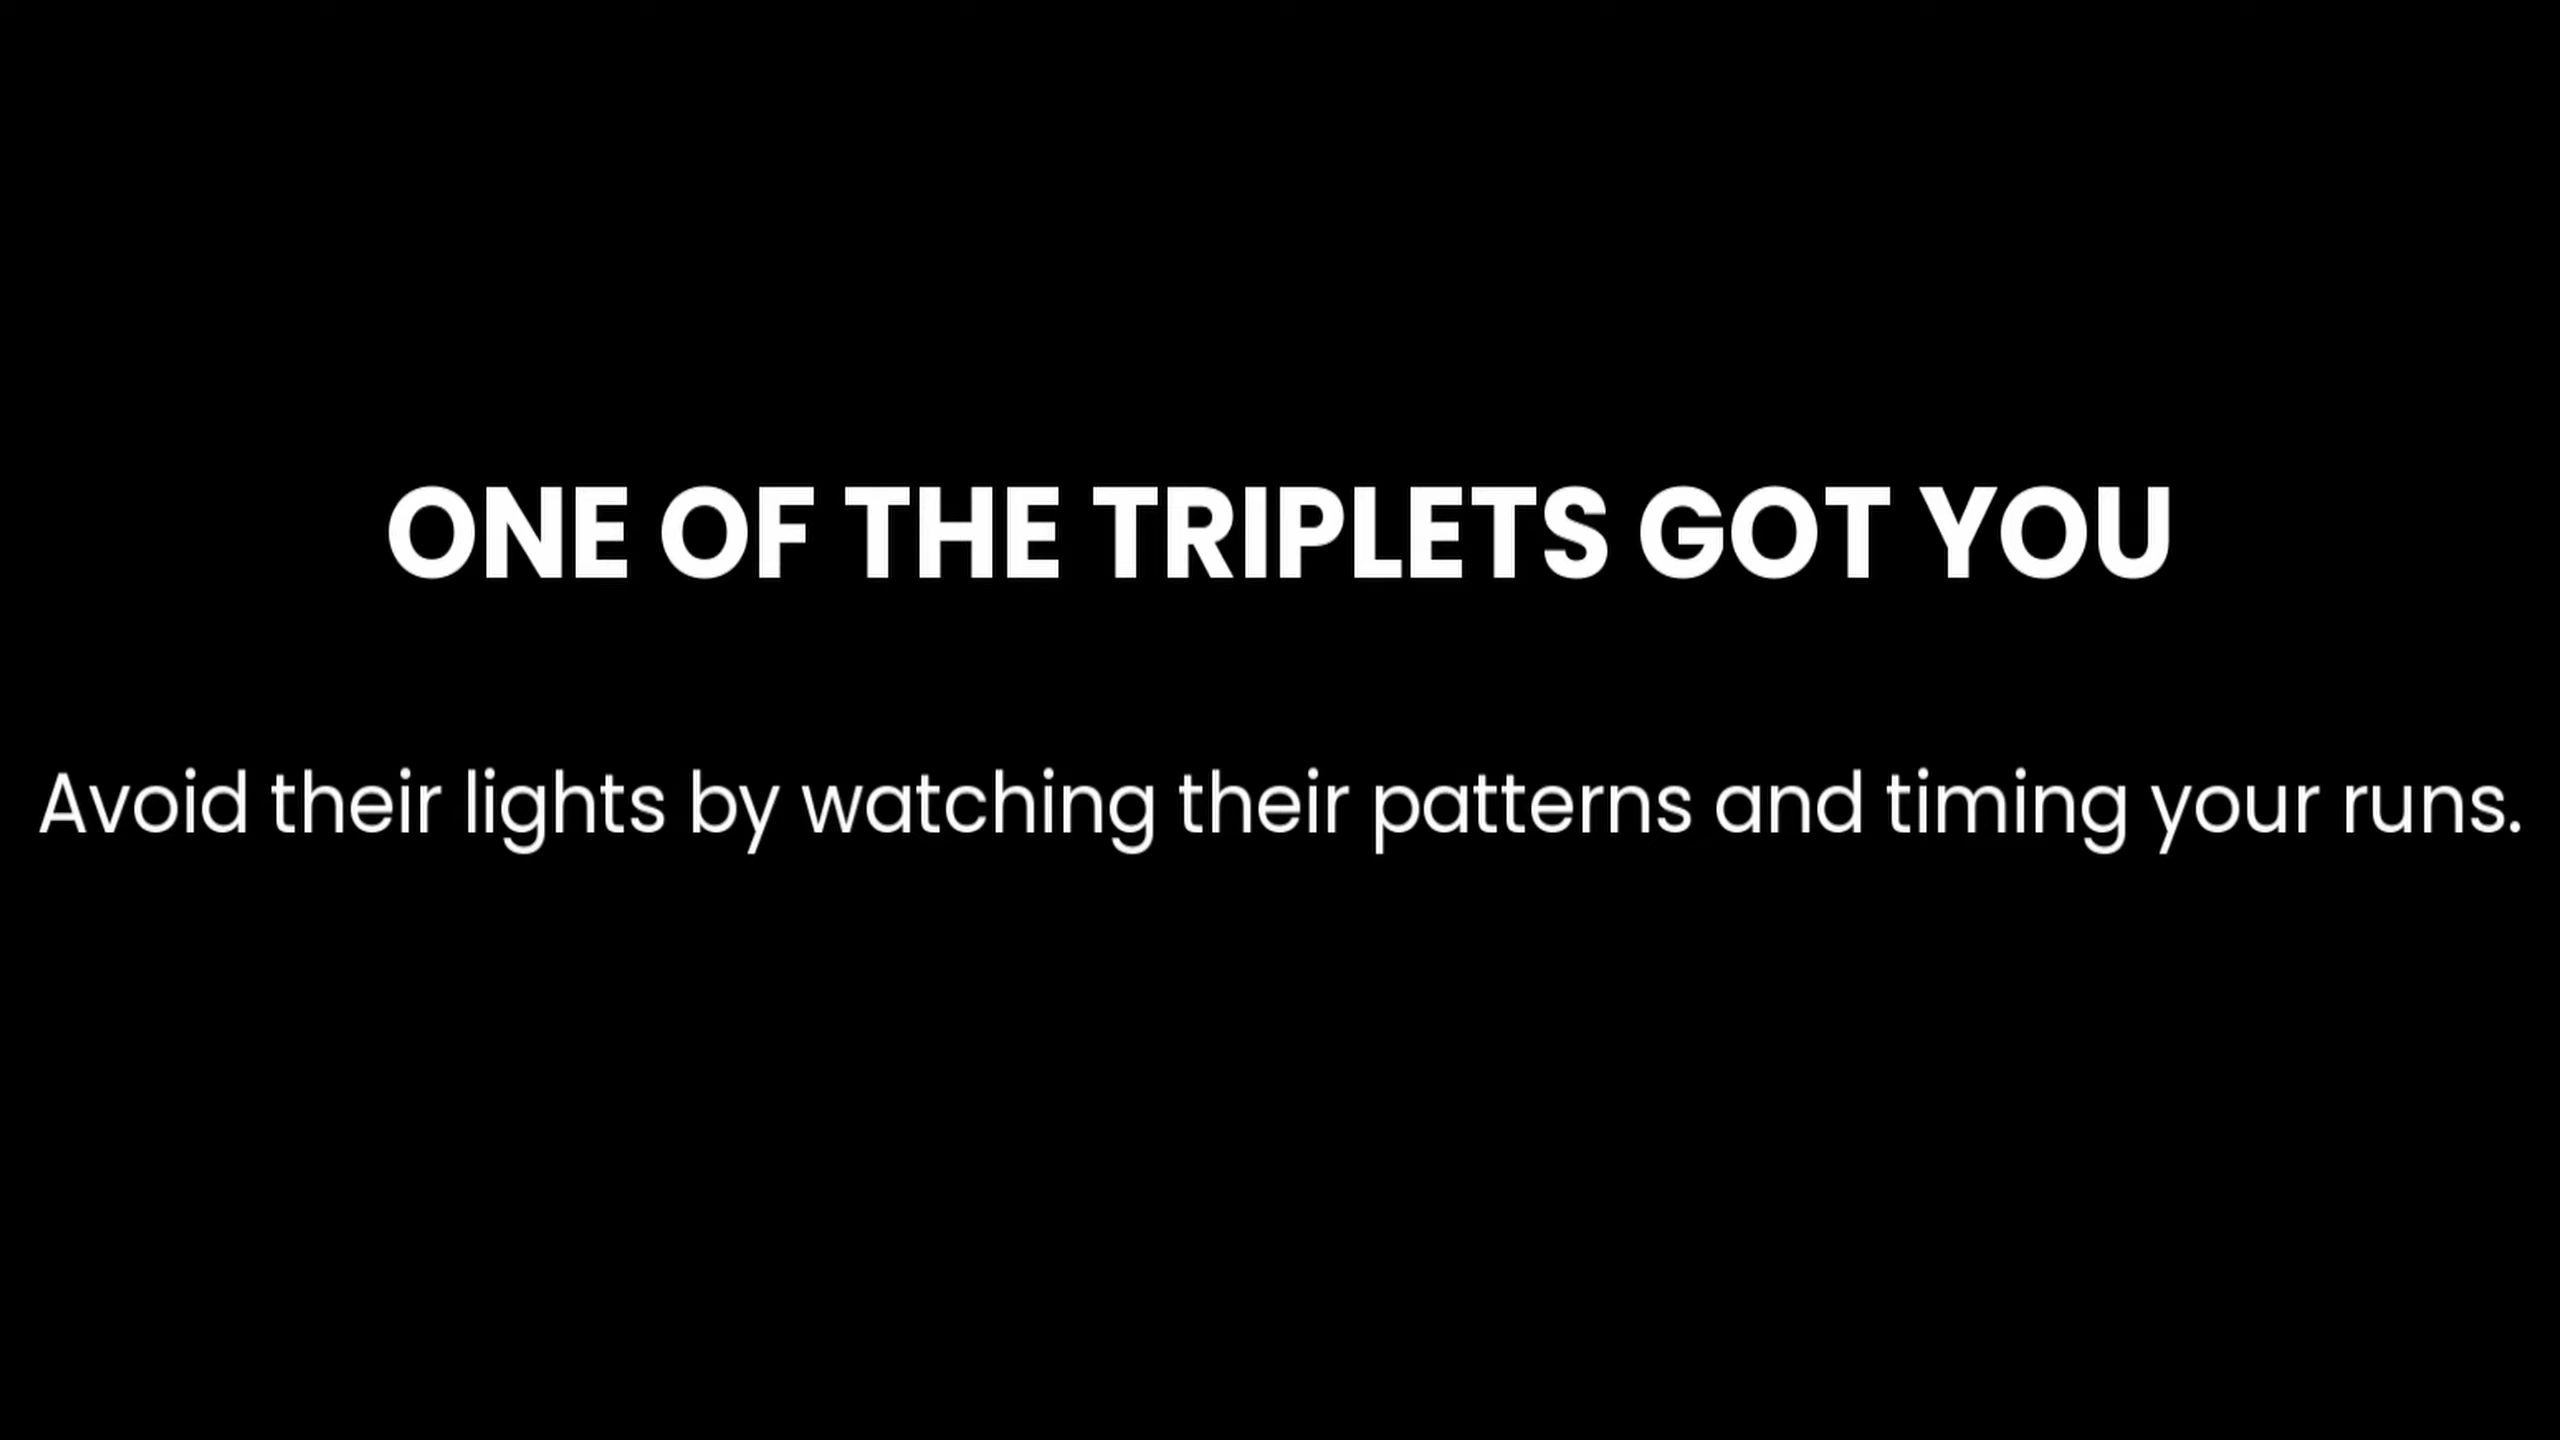 ONE OF THE TRIPLETS GOT YOU
Avoid their lights by watching their patterns and timing your runs.